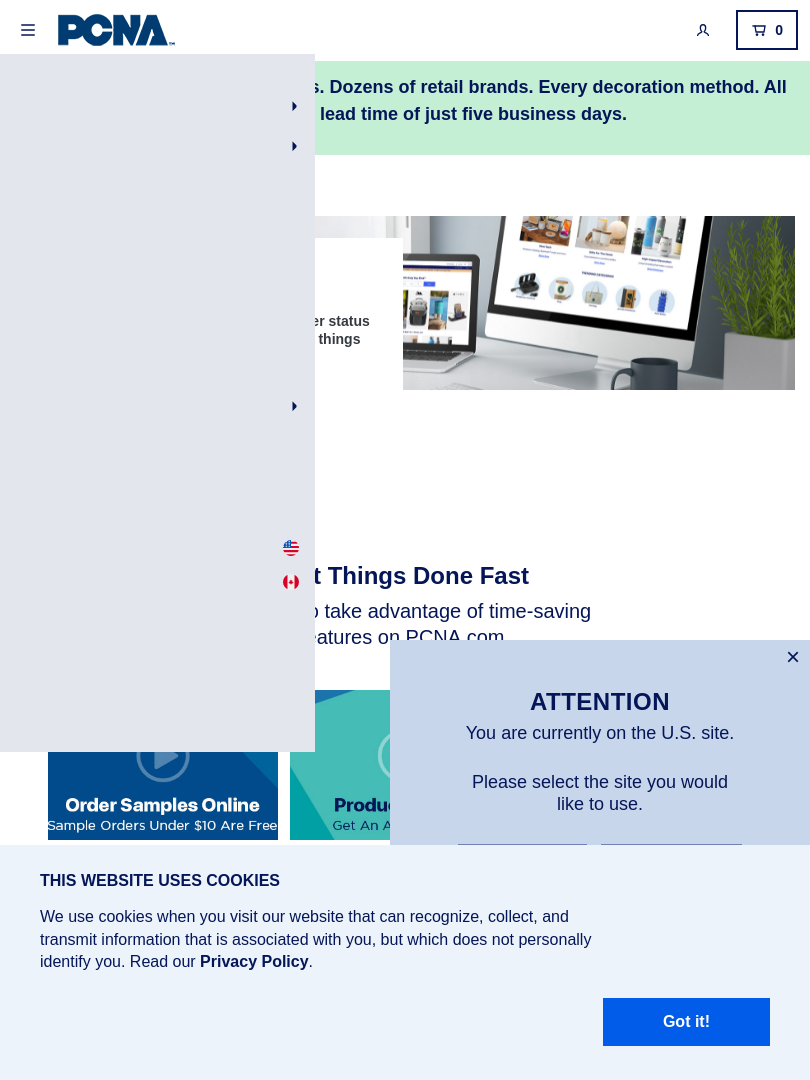 PCNA
0
s. Dozens of retail brands. Every decoration method. All
lead time of just five business days.
er status
things
t Things Done Fast
o take advantage of time-saving
eatures on PCNA.com
Order Samples Online
Sample Orders Under $10 Are Free
Produ
Get An A
×
ATTENTION
You are currently on the U.S. site.
Please select the site you would
like to use.
THIS WEBSITE USES COOKIES
We use cookies when you visit our website that can recognize, collect, and
transmit information that is associated with you, but which does not personally
identify you. Read our Privacy Policy.
Got it!